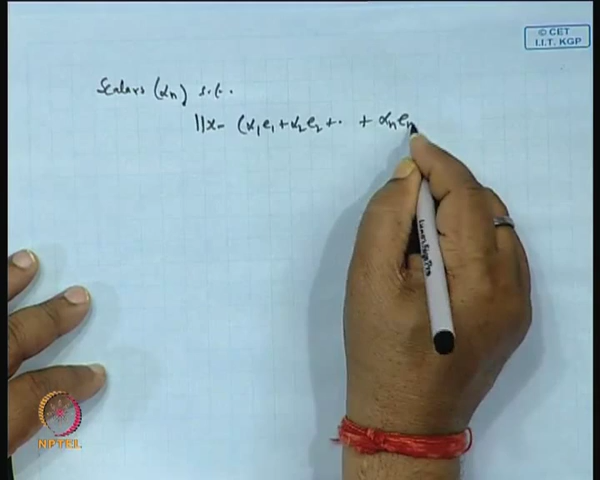 © CET
I.I.T. KGP
Scalars (αn) s.t.
||x- (α1e1+α2e2+.. + αnen
NPTEL